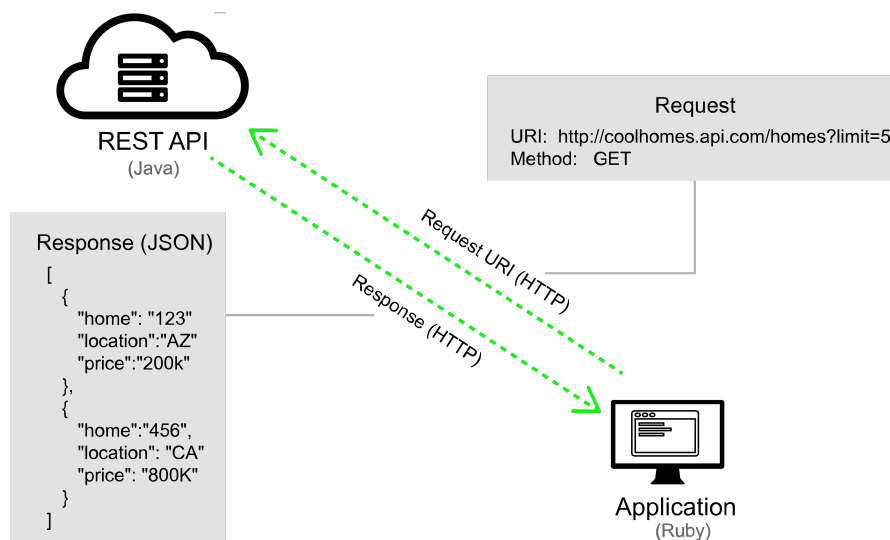 REST API
(Java)
Request
URI: http://coolhomes.api.com/homes?limit=5
Method: GET
Request URI (HTTP)
Response (HTTP)
Response (JSON)
[
{
"home": "123"
"location":"AZ"
"price":"200k"
},
{
"home":"456",
"location": "CA"
"price": "800K"
}
]
Application
(Ruby)